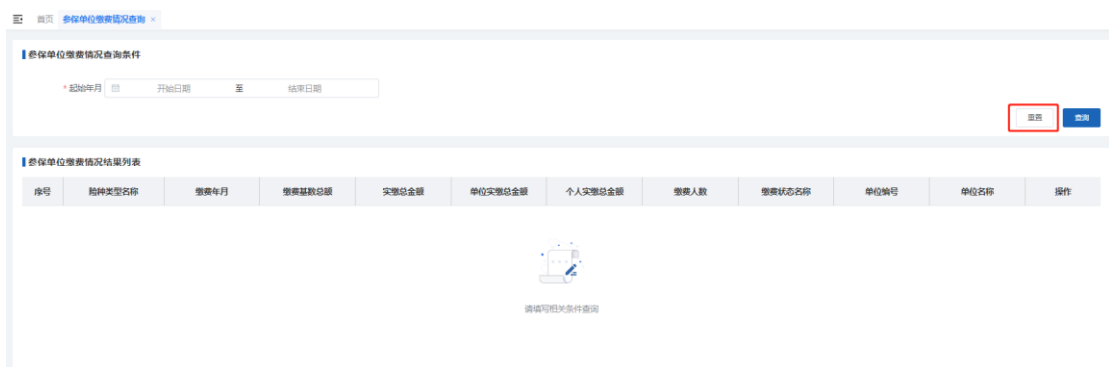 首页 参保单位缴费情况查询 ×
参保单位缴费情况查询条件
* 起始年月 开始日期 至 结束日期
重置 查询
参保单位缴费情况结果列表
序号 险种类型名称 缴费年月 缴费基数总额 实缴总金额 单位实缴总金额 个人实缴总金额 缴费人数 缴费状态名称 单位编号 单位名称 操作
请填写相关条件查询